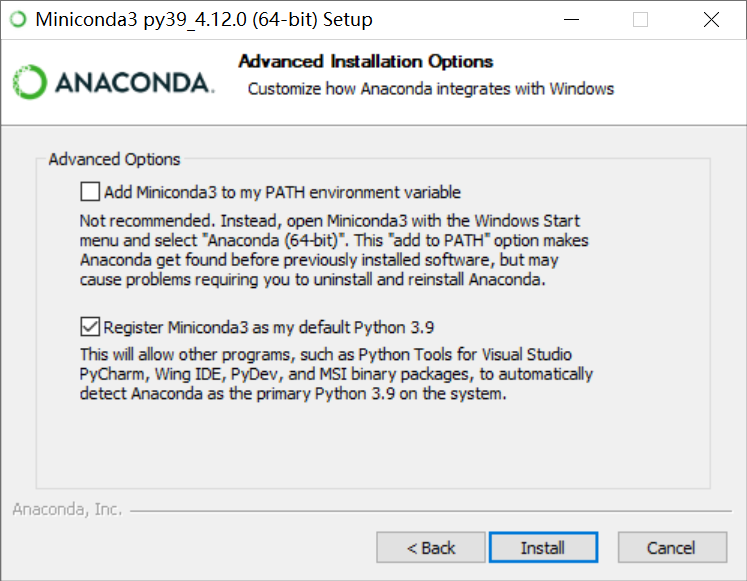 Miniconda3 py39_4.12.0 (64-bit) Setup
ANACONDA.
Advanced Installation Options
Customize how Anaconda integrates with Windows
Advanced Options
Add Miniconda3 to my PATH environment variable
Not recommended. Instead, open Miniconda3 with the Windows Start
menu and select "Anaconda (64-bit)". This "add to PATH" option makes
Anaconda get found before previously installed software, but may
cause problems requiring you to uninstall and reinstall Anaconda.
Register Miniconda3 as my default Python 3.9
This will allow other programs, such as Python Tools for Visual Studio
PyCharm, Wing IDE, PyDev, and MSI binary packages, to automatically
detect Anaconda as the primary Python 3.9 on the system.
Anaconda, Inc.
< Back
Install
Cancel